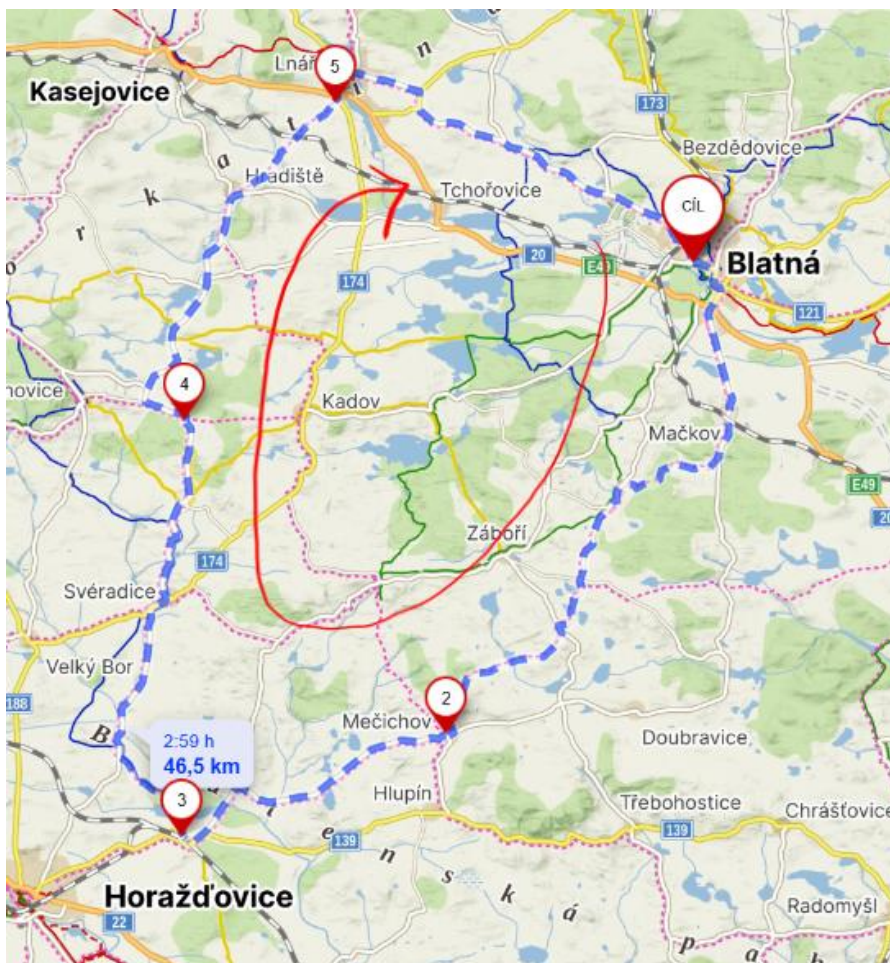 5
Lnář
Kasejovice
173
Bezdědovice
Hradiště
Tchořovice
CÍL
Blatná
20
E49
174
121
4
novice
Kadov
Mačkov
E49
20
Záboří
174
Svéradice
Velký Bor
188
2
Mečichov
Doubravice
2:59 h
46,5 km
3
Hlupín
Třebohostice
Chrášťovice
139
139
Horažďovice
22
Radomyšl